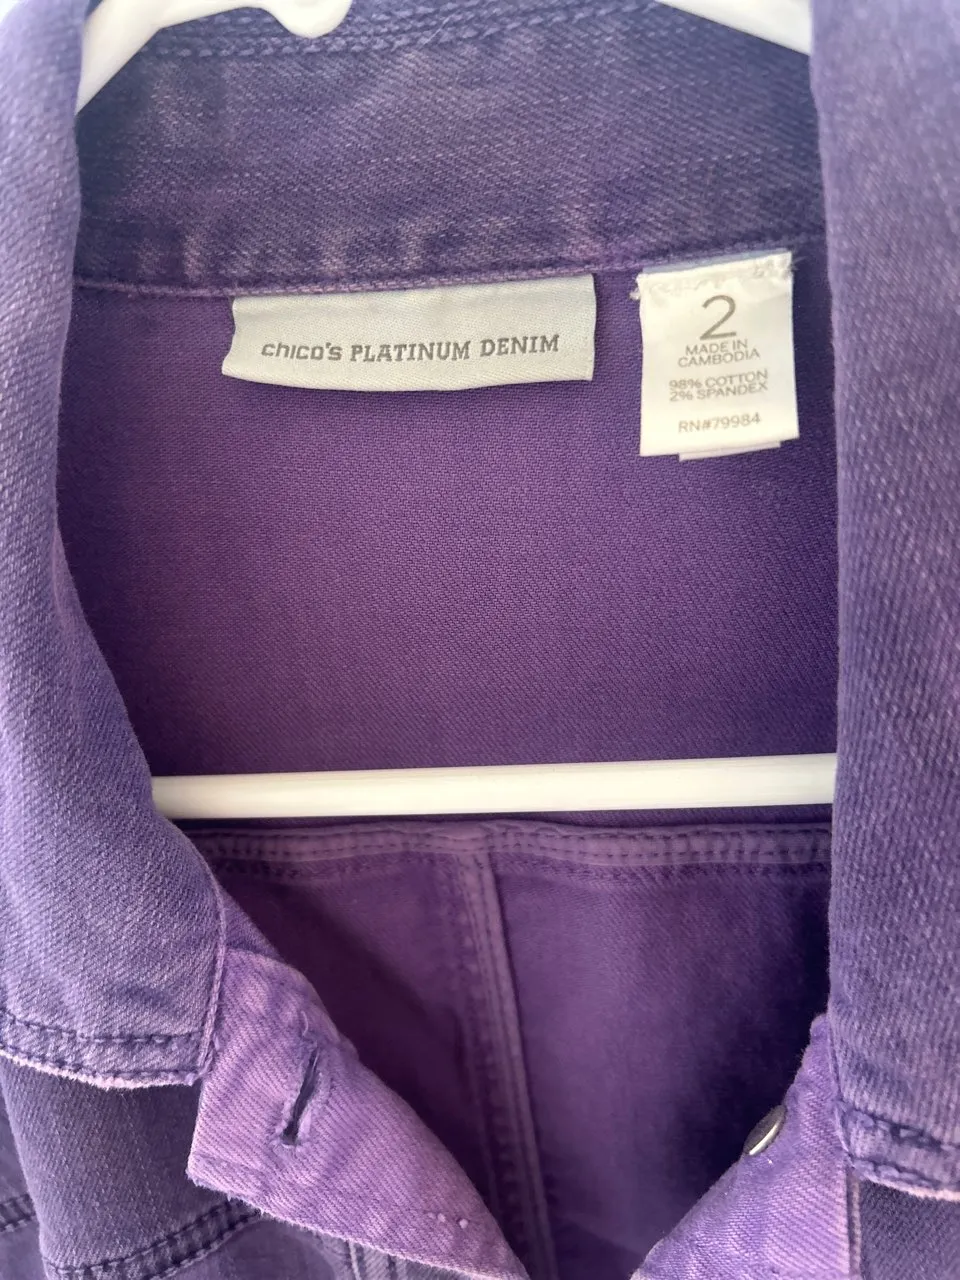 chico's PLATINUM DENIM
2
MADE IN
CAMBODIA
98% COTTON
2% SPANDEX
RN#79984